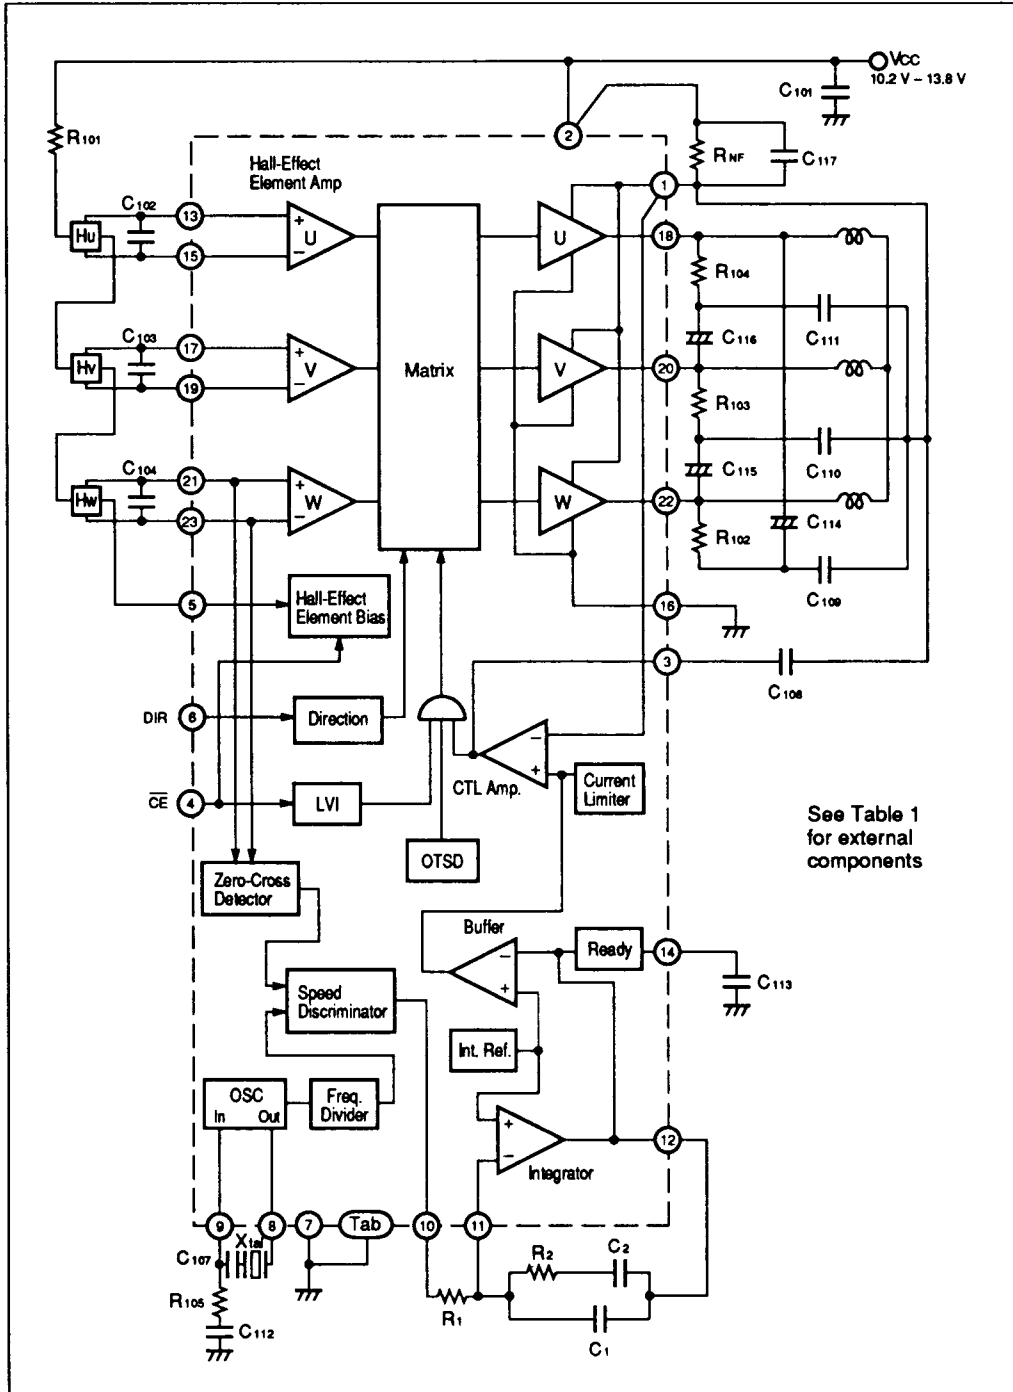 VCC
10.2 V – 13.8 V
C101
R101
2
RNF
C117
Hall-Effect
Element Amp
1
C102
13
Hu
+
U
–
15
U
18
R104
C111
C116
C103
17
Hv
+
V
–
19
Matrix
V
20
R103
C110
C115
C104
21
Hw
+
W
–
23
W
22
R102
C114
C109
5
Hall-Effect
Element Bias
16
3
C108
DIR
6
Direction
–
+
CTL Amp.
Current
Limiter
CE
4
LVI
OTSD
See Table 1
for external
components
Zero-Cross
Detector
Buffer
–
+
Ready
14
C113
Speed
Discriminator
Int. Ref.
OSC
In Out
Freq.
Divider
+
–
Integrator
12
9
8
7
Tab
10
11
C107
Xtal
R105
C112
R1
R2
C2
C1